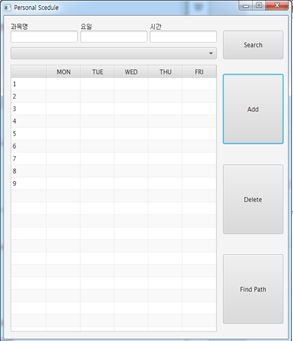 Personal Scedule
과목명 요일 시간
Search
MON TUE WED THU FRI
1
2
3
4
5
6
7
8
9
Add
Delete
Find Path